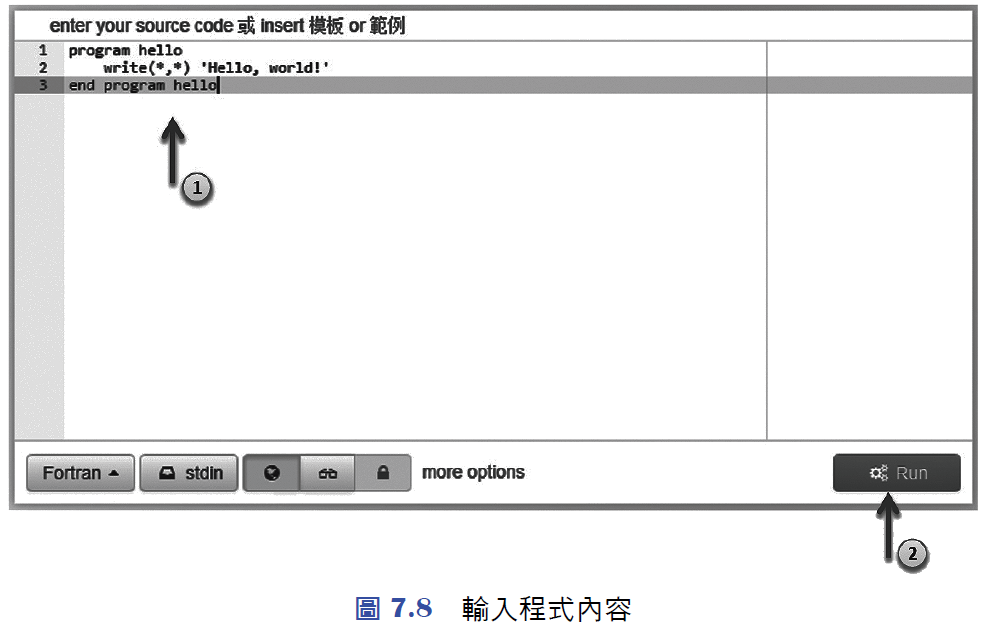 enter your source code 或 insert 模板 or 範例
1 program hello
2     write(*,*) 'Hello, world!'
3 end program hello
1
Fortran stdin more options Run
2
圖 7.8 輸入程式內容